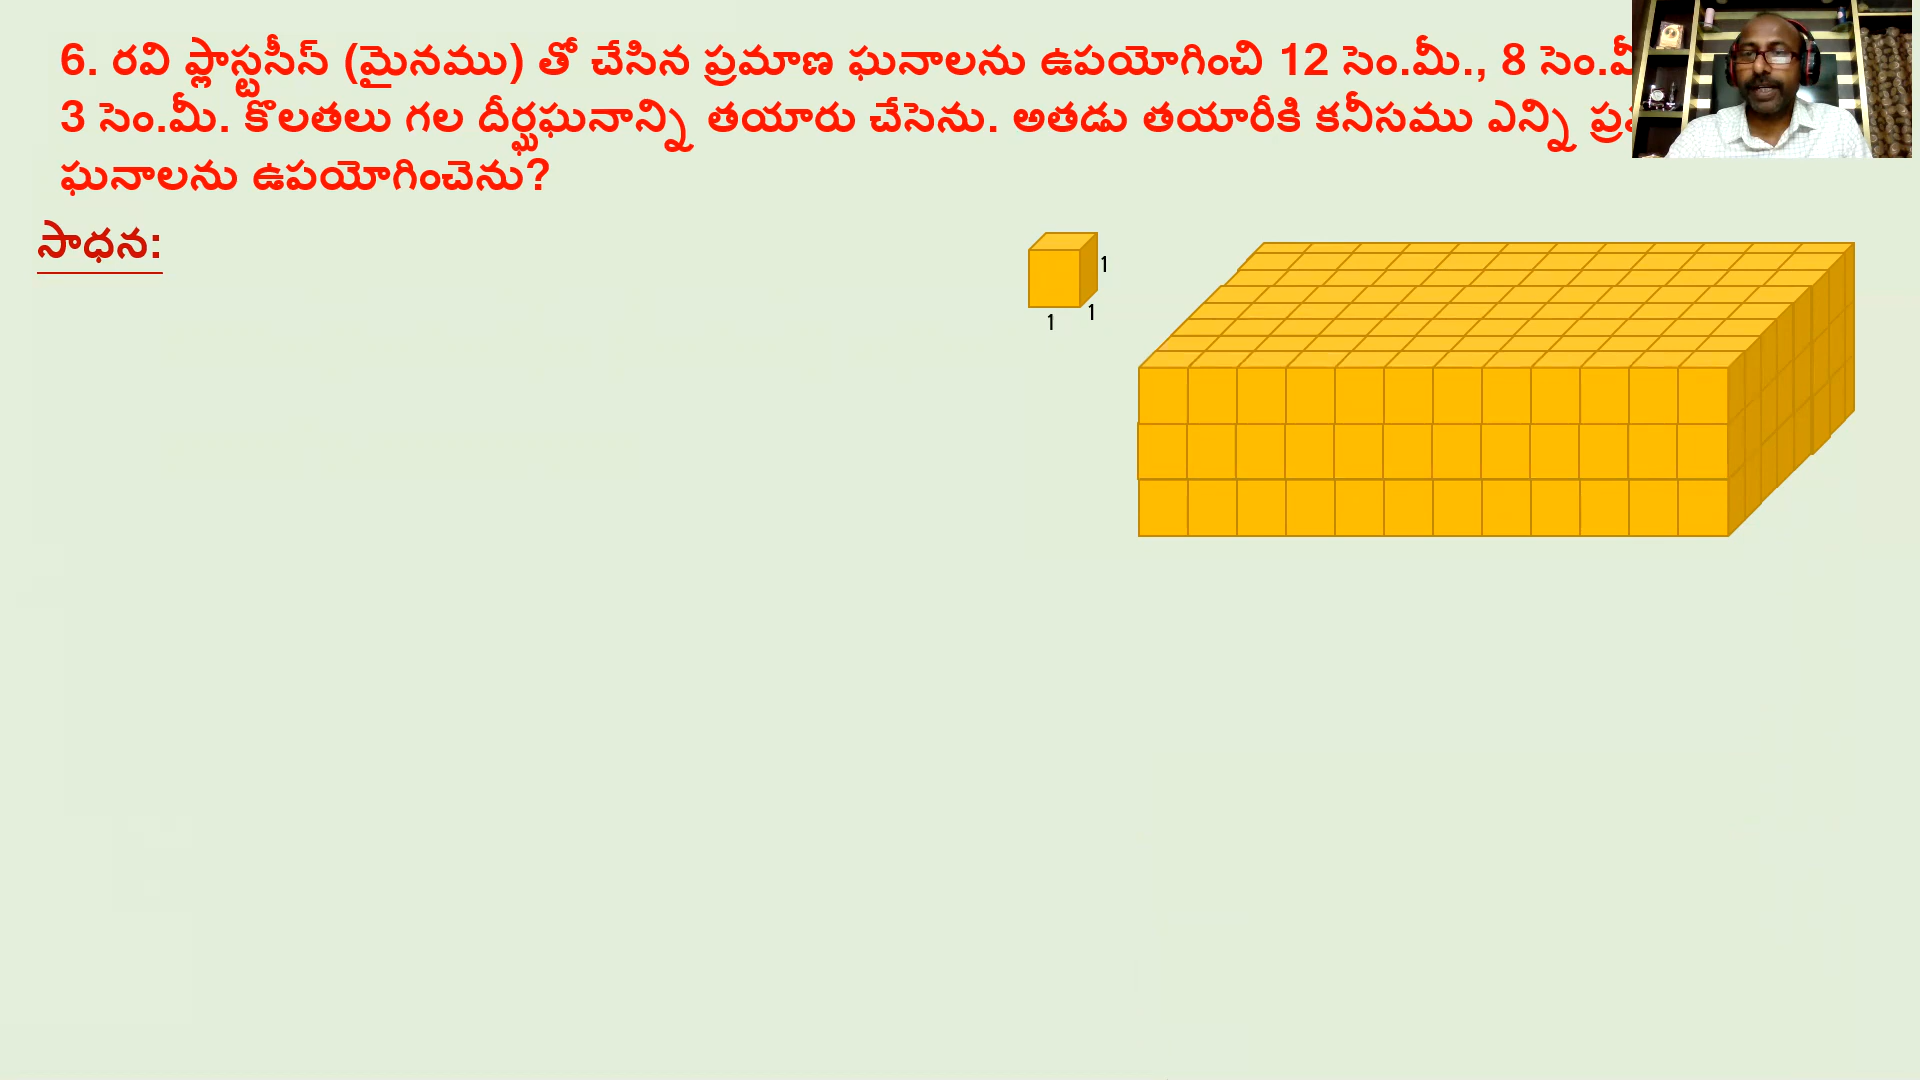 6. రవి ప్లాస్టసీస్ (మైనము) తో చేసిన ప్రమాణ ఘనాలను ఉపయోగించి 12 సెం.మీ., 8 
3 సెం.మీ. కొలతలు గల దీర్ఘఘనాన్ని తయారు చేసెను. అతడు తయారీకి కనీసము ఎన్ని
ఘనాలను ఉపయోగించెను?
సాధన:
1
1
1